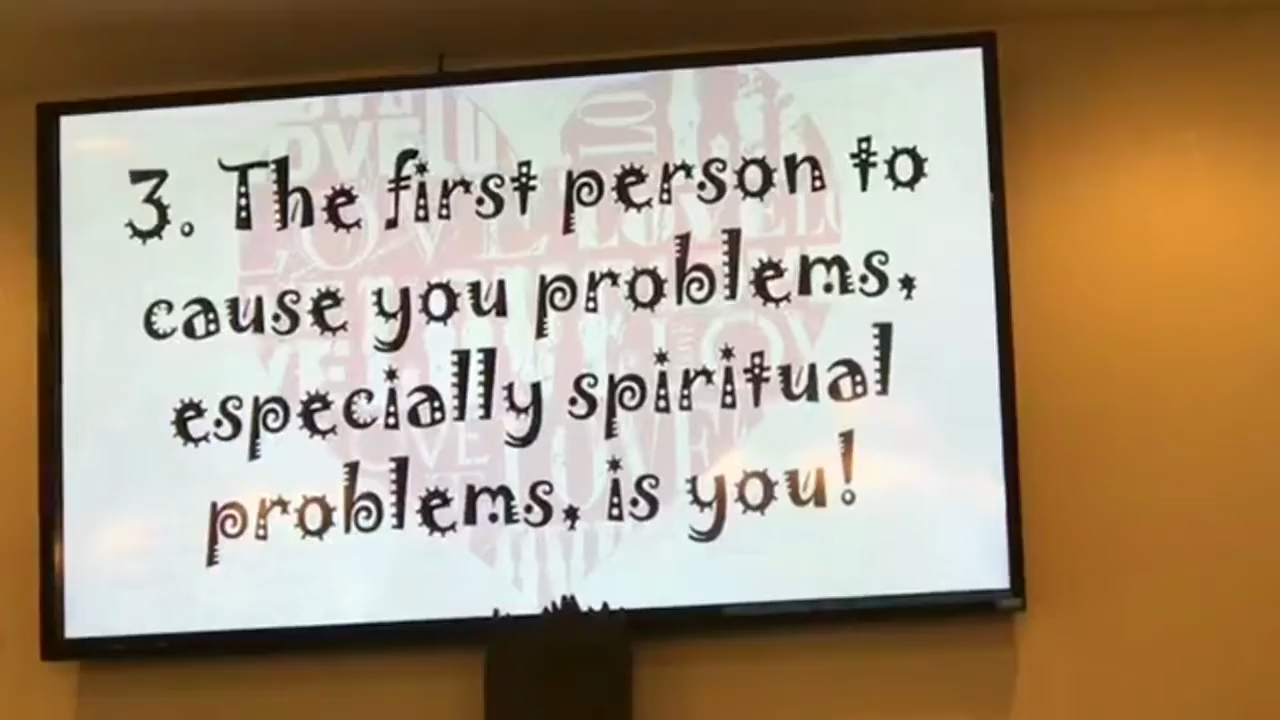 3. The first person to
cause you problems,
especially spiritual
problems, is you!